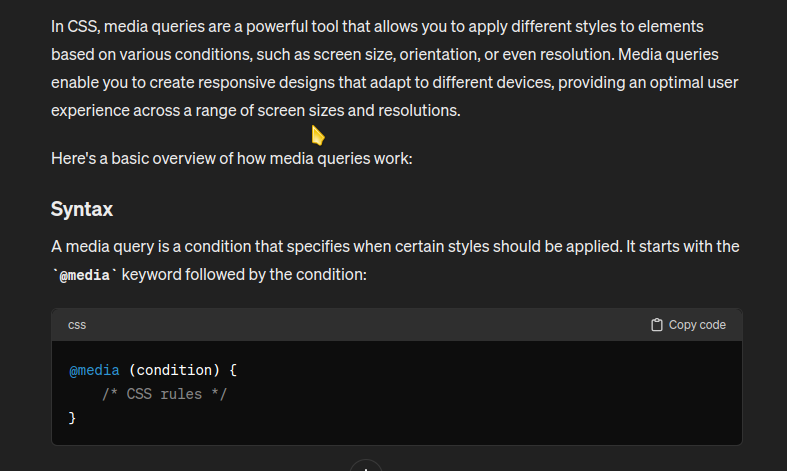 In CSS, media queries are a powerful tool that allows you to apply different styles to elements
based on various conditions, such as screen size, orientation, or even resolution. Media queries
enable you to create responsive designs that adapt to different devices, providing an optimal user
experience across a range of screen sizes and resolutions.
Here's a basic overview of how media queries work:
Syntax
A media query is a condition that specifies when certain styles should be applied. It starts with the
`@media` keyword followed by the condition:
css Copy code
@media (condition) {
    /* CSS rules */
}